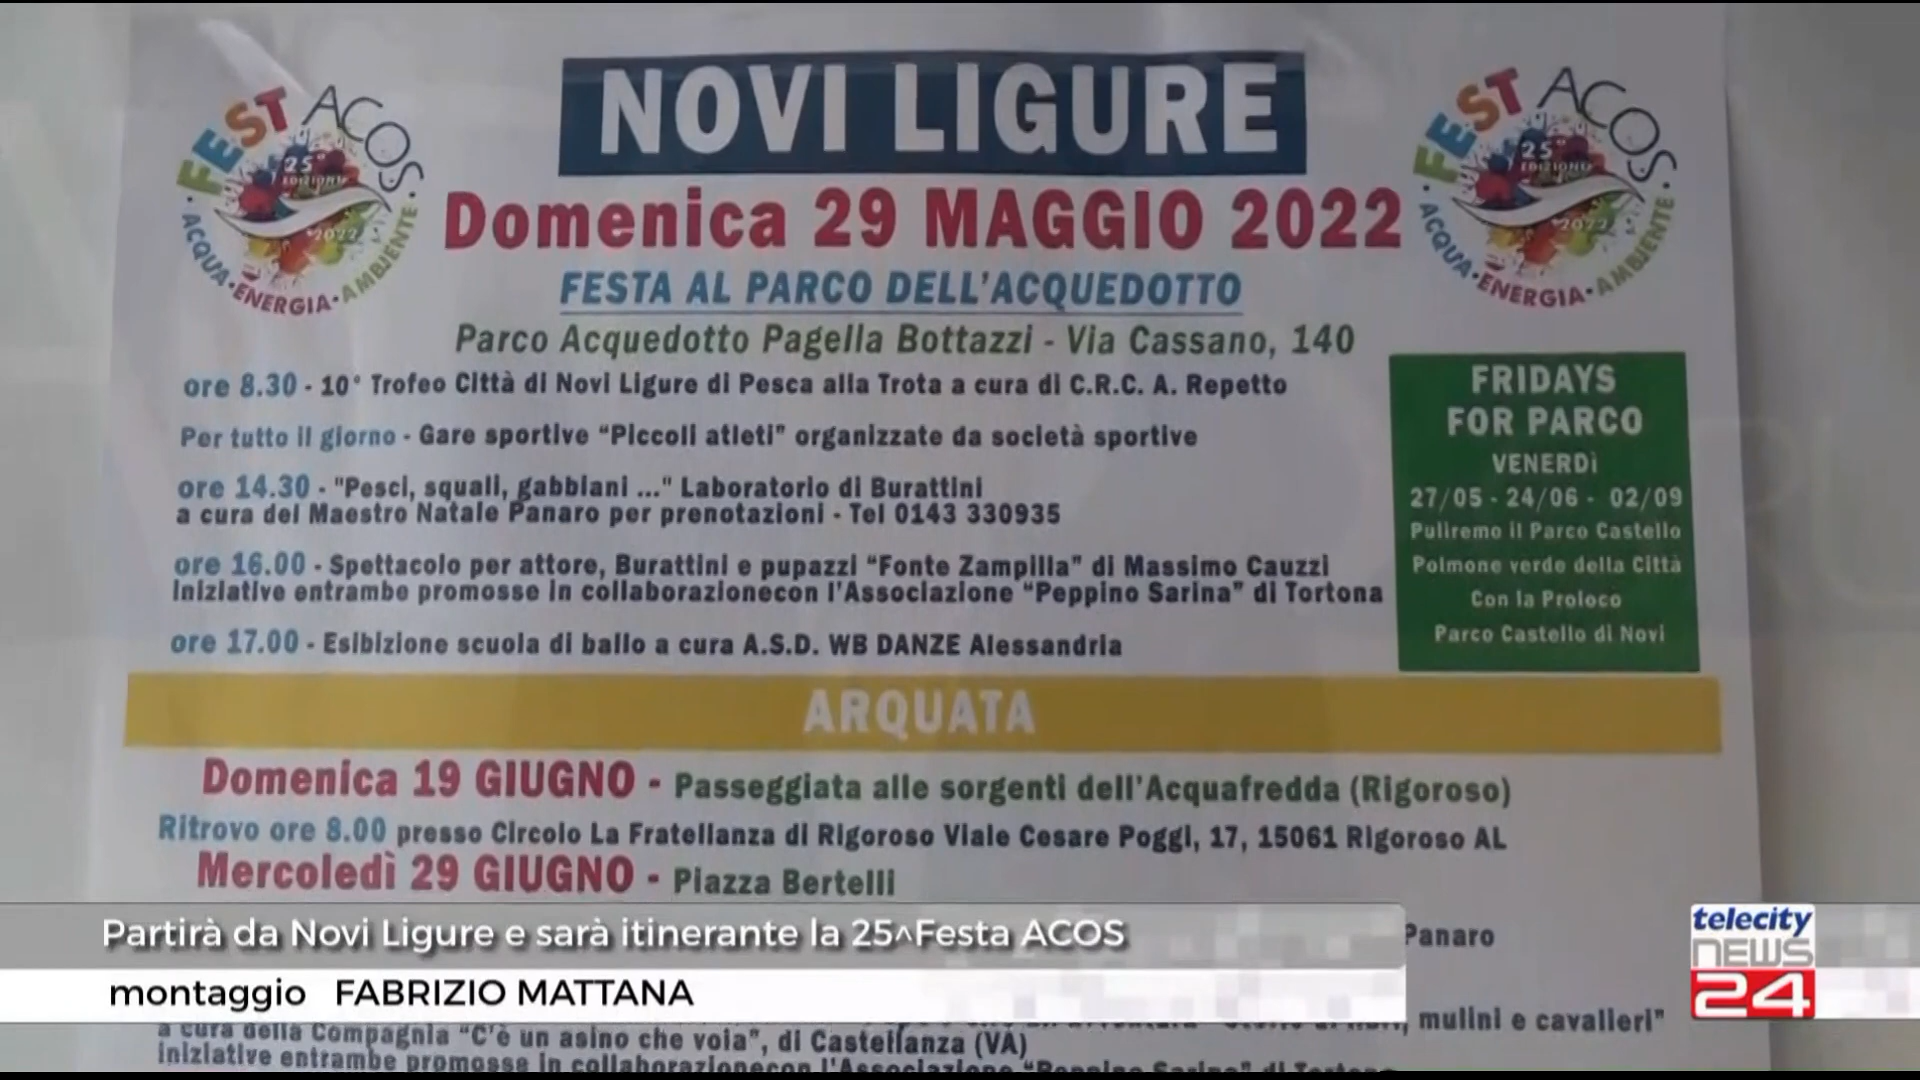 NOVI LIGURE
FEST ACOS
25° EDIZIONE
2022
ACQUA · ENERGIA · AMBIENTE
FEST ACOS
25° EDIZIONE
2022
ACQUA · ENERGIA · AMBIENTE
Domenica 29 MAGGIO 2022
FESTA AL PARCO DELL'ACQUEDOTTO
Parco Acquedotto Pagella Bottazzi - Via Cassano, 140
ore 8.30 - 10° Trofeo Città di Novi Ligure di Pesca alla Trota a cura di C.R.C. A. Repetto
Per tutto il giorno - Gare sportive "Piccoli atleti" organizzate da società sportive
ore 14.30 - "Pesci, squali, gabbiani ..." Laboratorio di Burattini
a cura del Maestro Natale Panaro per prenotazioni - Tel 0143 330935
ore 16.00 - Spettacolo per attore, Burattini e pupazzi "Fonte Zampilla" di Massimo Cauzzi
Iniziative entrambe promosse in collaborazionecon l'Associazione "Peppino Sarina" di Tortona
ore 17.00 - Esibizione scuola di ballo a cura A.S.D. WB DANZE Alessandria
FRIDAYS
FOR PARCO
VENERDì
27/05 - 24/06 - 02/09
Puliremo il Parco Castello
Polmone verde della Città
Con la Proloco
Parco Castello di Novi
ARQUATA
Domenica 19 GIUGNO - Passeggiata alle sorgenti dell'Acquafredda (Rigoroso)
Ritrovo ore 8.00 presso Circolo La Fratellanza di Rigoroso Viale Cesare Poggi, 17, 15061 Rigoroso AL
Mercoledì 29 GIUGNO - Piazza Bertelli
Panaro
Partirà da Novi Ligure e sarà itinerante la 25^Festa ACOS
montaggio FABRIZIO MATTANA
telecity
NEWS
24
, mulini e cavalieri"
a cura della Compagnia "C'è un asino che vola", di Castellanza (VA)
iniziative entrambe promosse in collaborazionecon l'Associazione "Peppino Sarina" di Tortona